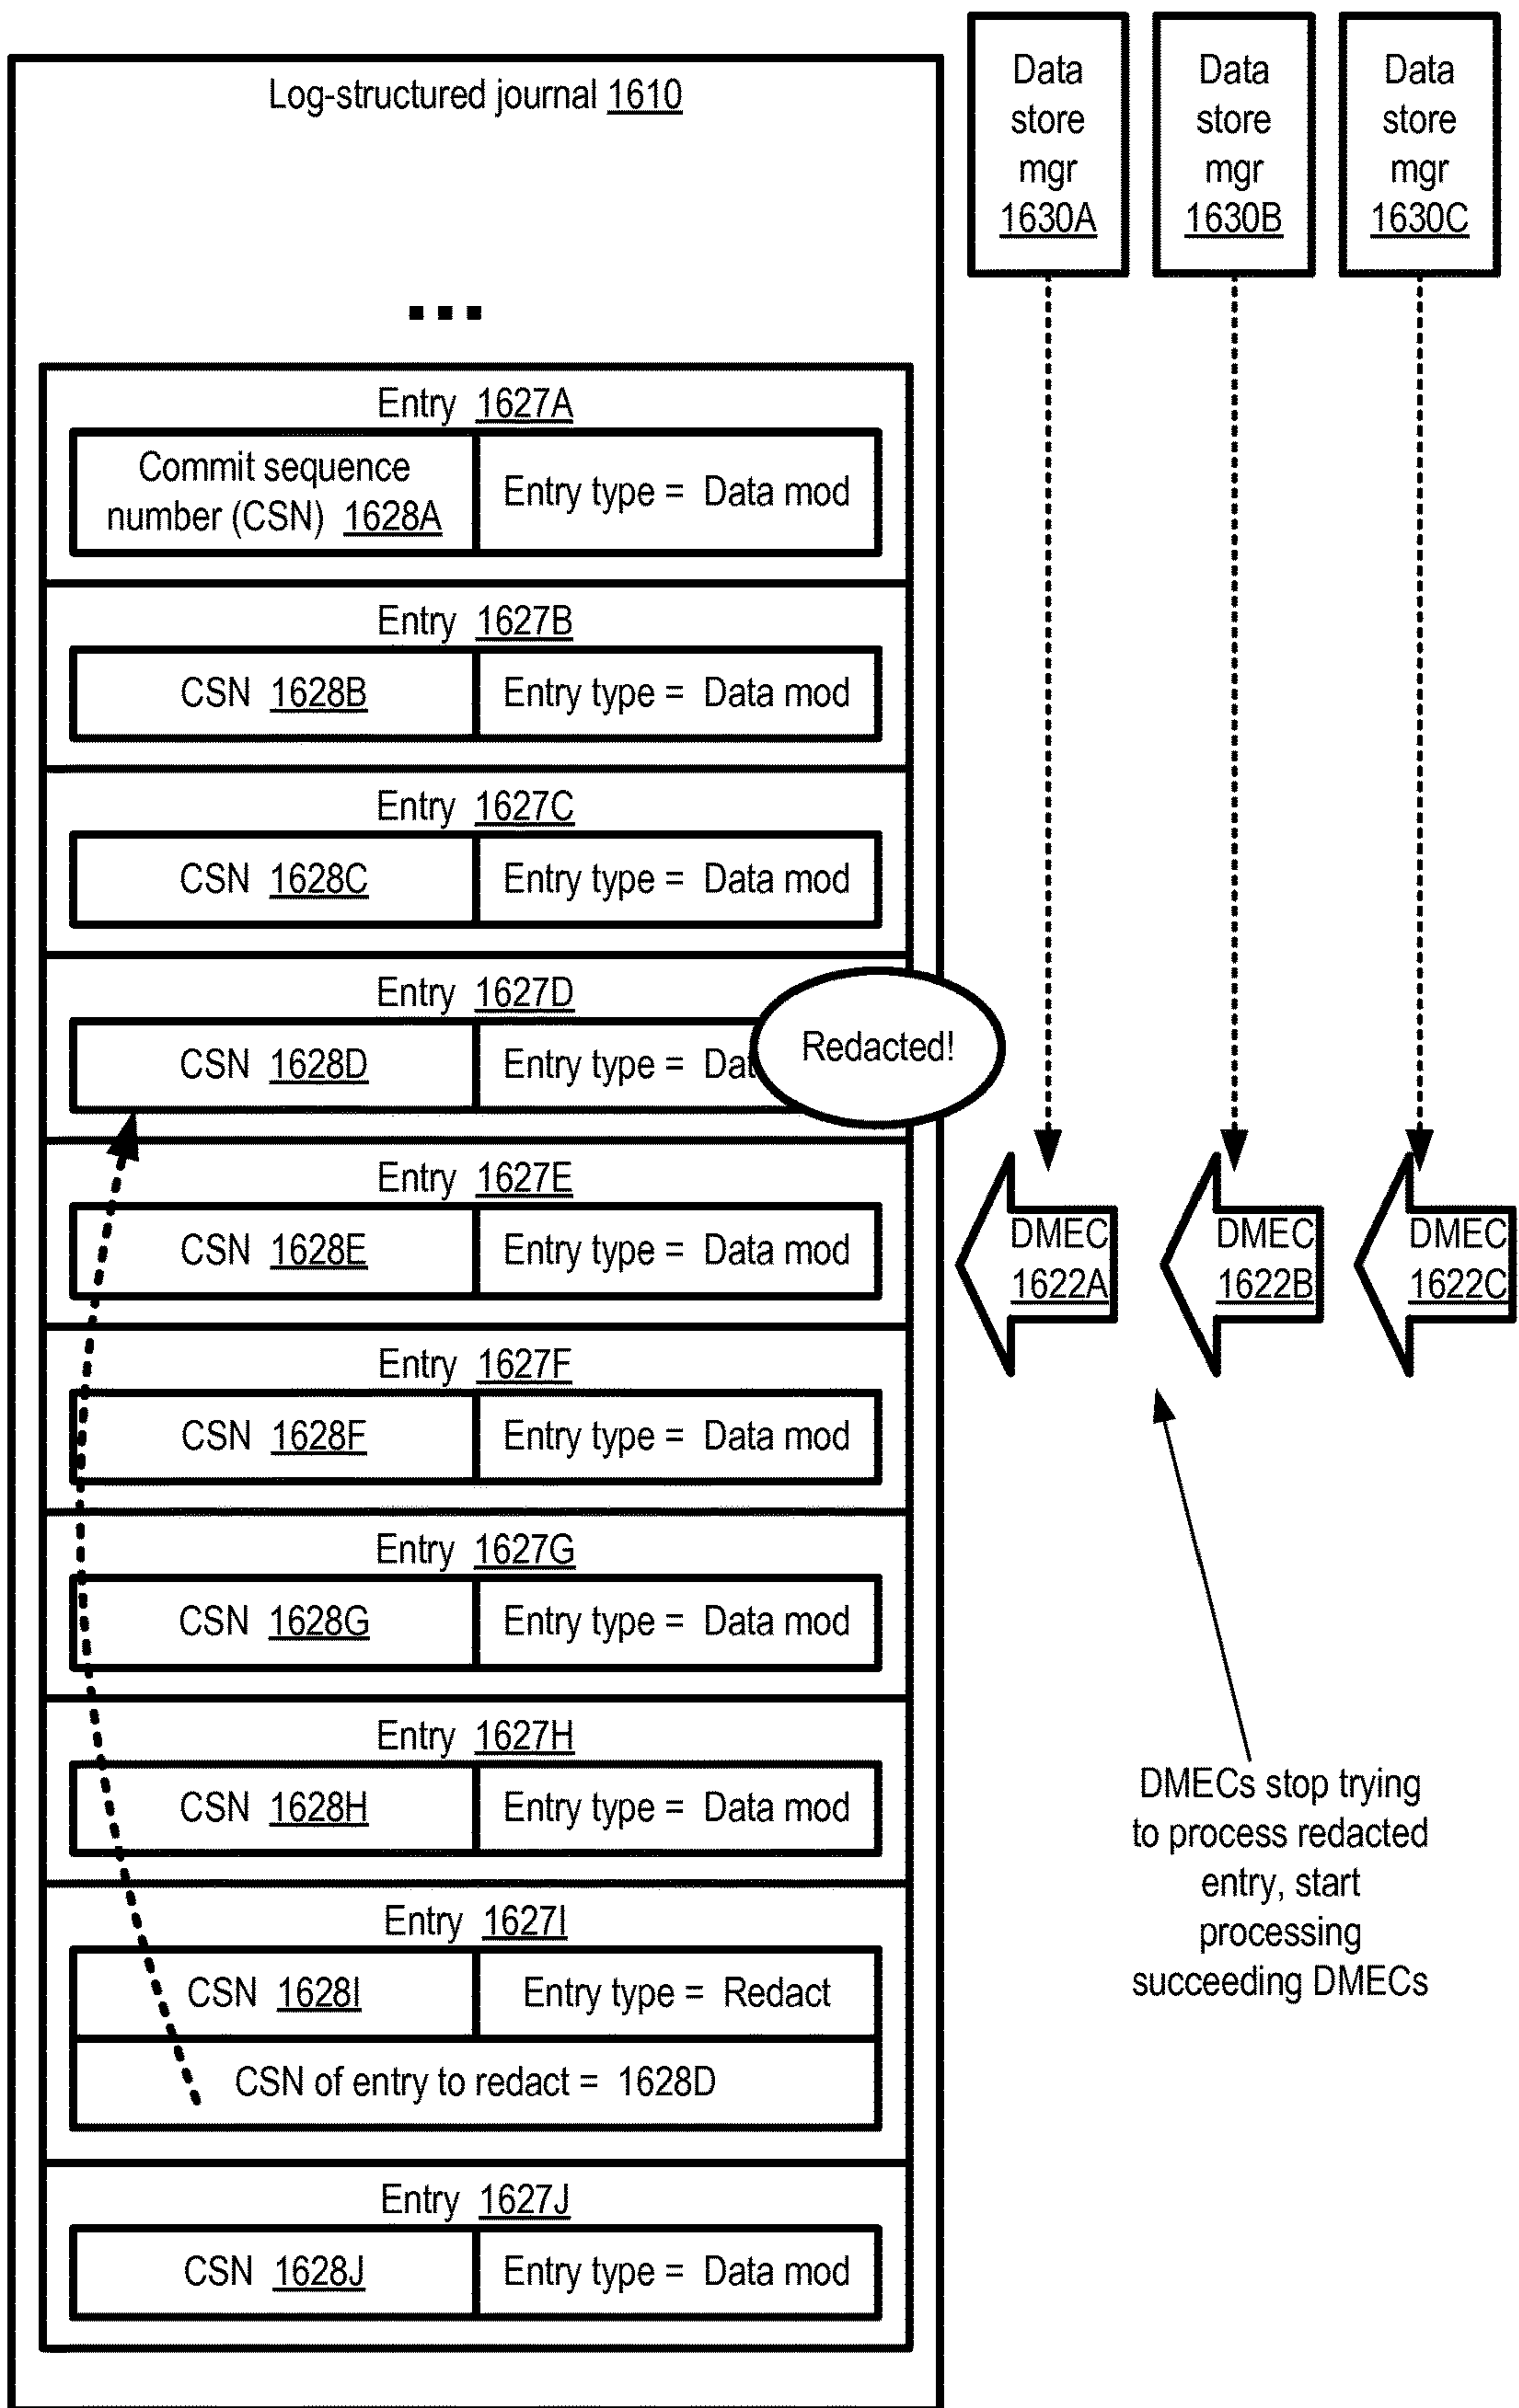 Log-structured journal 1610
...
Entry 1627A
Commit sequence
number (CSN) 1628A
Entry type = Data mod
Entry 1627B
CSN 1628B
Entry type = Data mod
Entry 1627C
CSN 1628C
Entry type = Data mod
Entry 1627D
CSN 1628D
Entry type = Dat
Redacted!
Entry 1627E
CSN 1628E
Entry type = Data mod
Entry 1627F
CSN 1628F
Entry type = Data mod
Entry 1627G
CSN 1628G
Entry type = Data mod
Entry 1627H
CSN 1628H
Entry type = Data mod
Entry 1627I
CSN 1628I
Entry type = Redact
CSN of entry to redact = 1628D
Entry 1627J
CSN 1628J
Entry type = Data mod
Data
store
mgr
1630A
Data
store
mgr
1630B
Data
store
mgr
1630C
DMEC
1622A
DMEC
1622B
DMEC
1622C
DMECs stop trying
to process redacted
entry, start
processing
succeeding DMECs